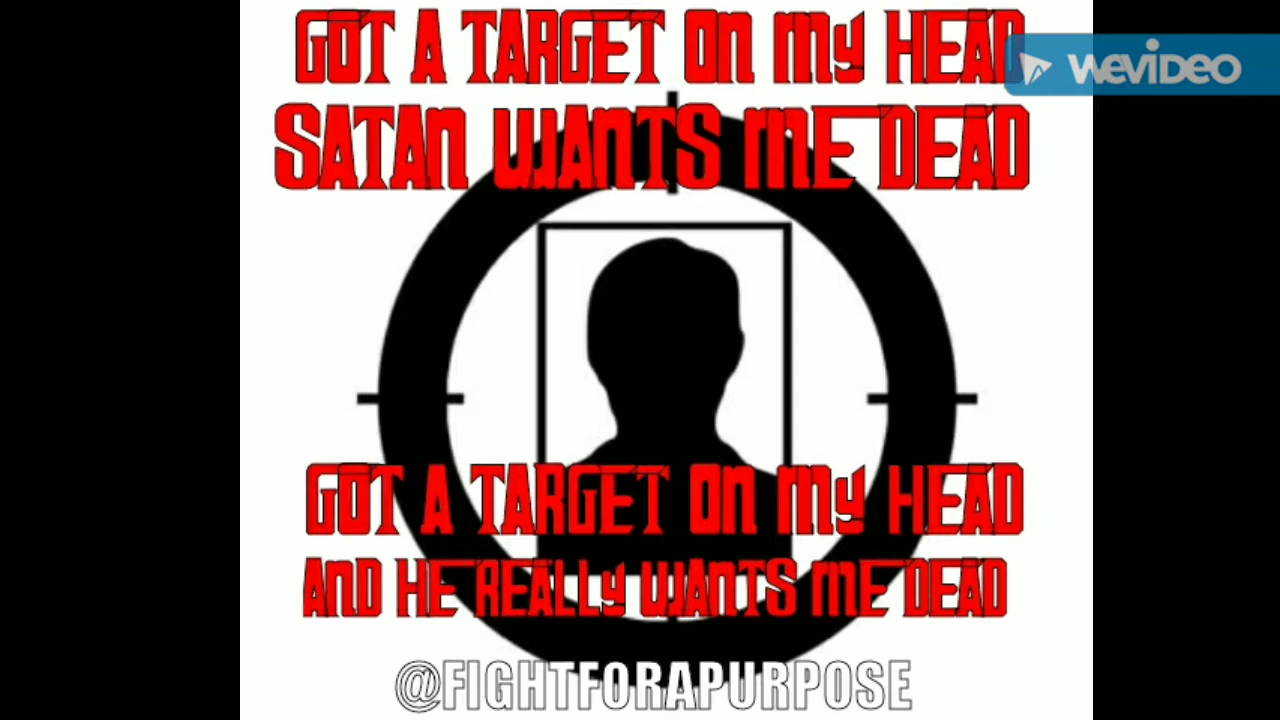 GOT A TARGET ON MY HEAD
WEVIDEO
SATAN WANTS ME DEAD
GOT A TARGET ON MY HEAD
AND HE REALLY WANTS ME DEAD
@FIGHTFORAPURPOSE